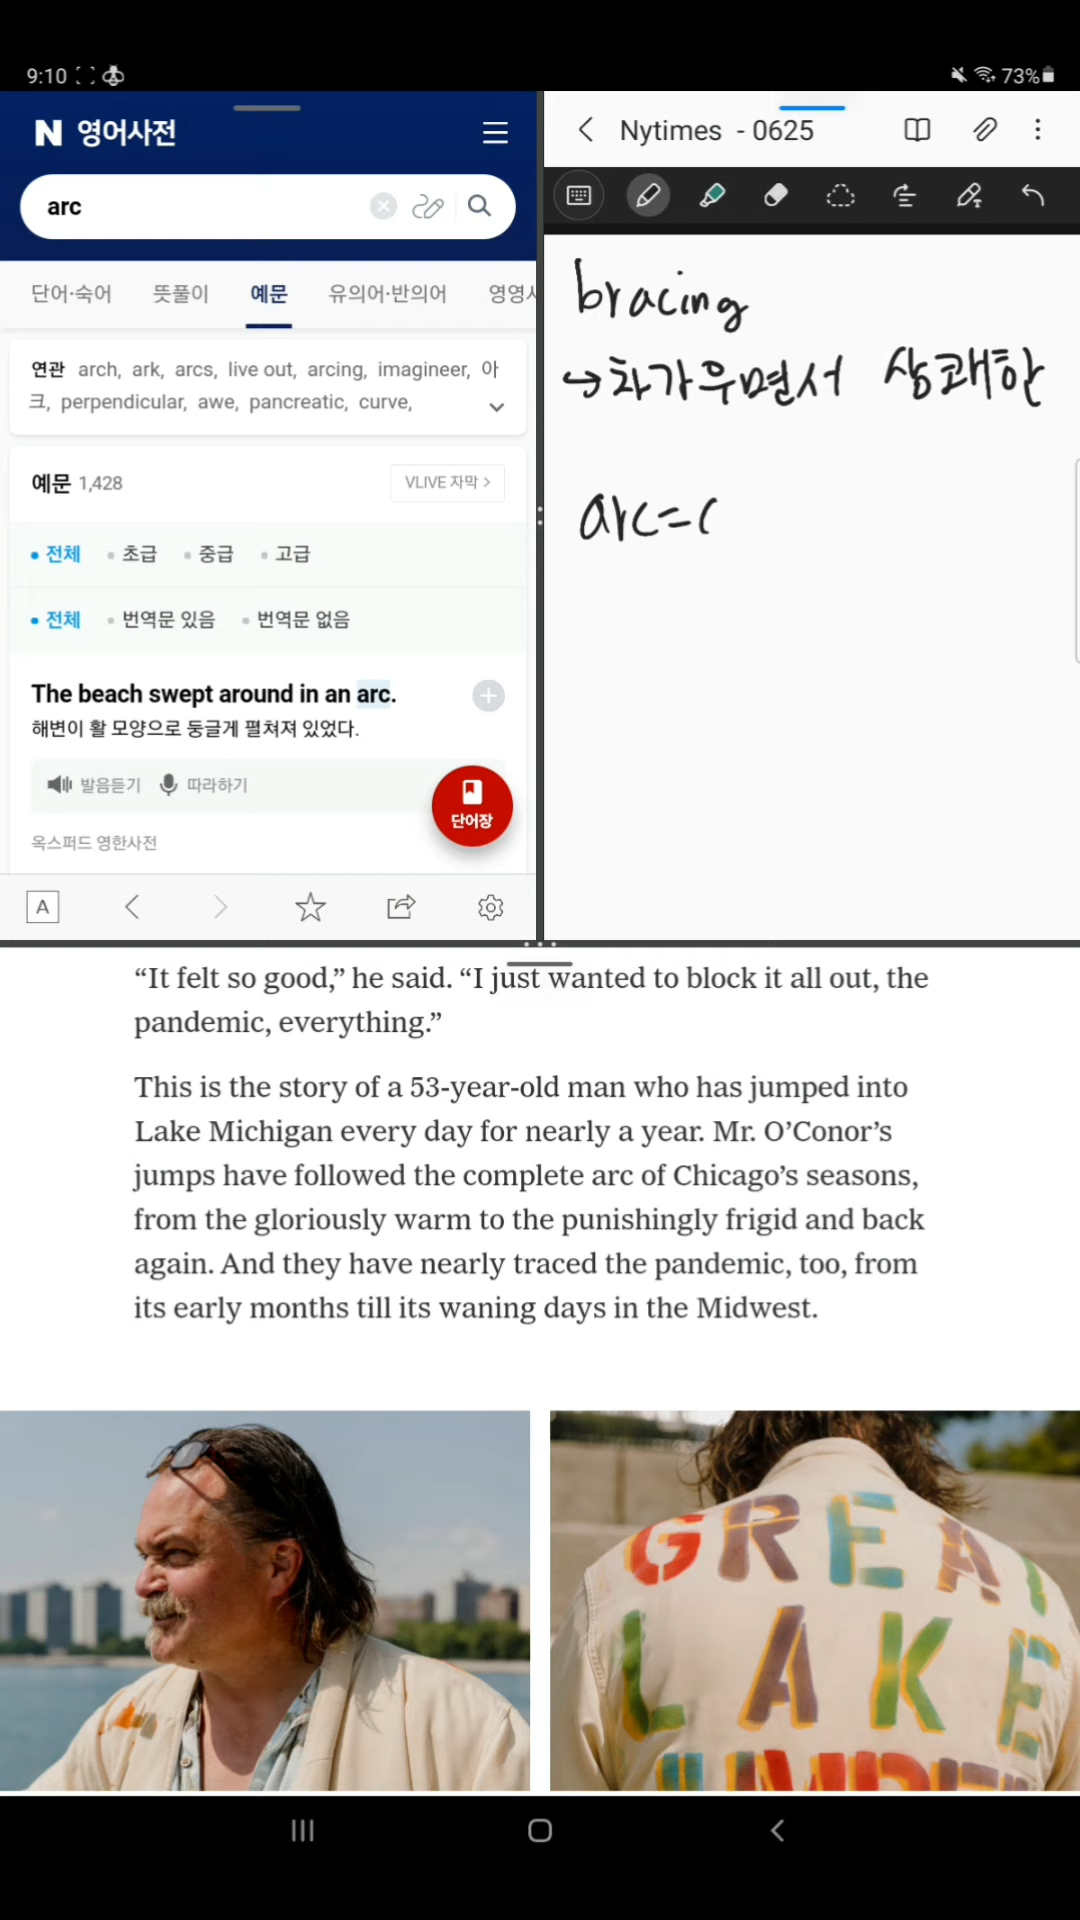 9:10
73%
N 영어사전
arc
단어·숙어 뜻풀이 예문 유의어·반의어 영영사
연관 arch, ark, arcs, live out, arcing, imagineer, 아
크, perpendicular, awe, pancreatic, curve,
예문 1,428
VLIVE 자막 >
전체 초급 중급 고급
전체 번역문 있음 번역문 없음
The beach swept around in an arc.
해변이 활 모양으로 둥글게 펼쳐져 있었다.
발음듣기 따라하기
단어장
옥스퍼드 영한사전
A
Nytimes - 0625
bracing
↳ 차가우면서 상쾌한
arc=(
“It felt so good,” he said. “I just wanted to block it all out, the
pandemic, everything.”
This is the story of a 53-year-old man who has jumped into
Lake Michigan every day for nearly a year. Mr. O’Conor’s
jumps have followed the complete arc of Chicago’s seasons,
from the gloriously warm to the punishingly frigid and back
again. And they have nearly traced the pandemic, too, from
its early months till its waning days in the Midwest.
GREAT
LAKE